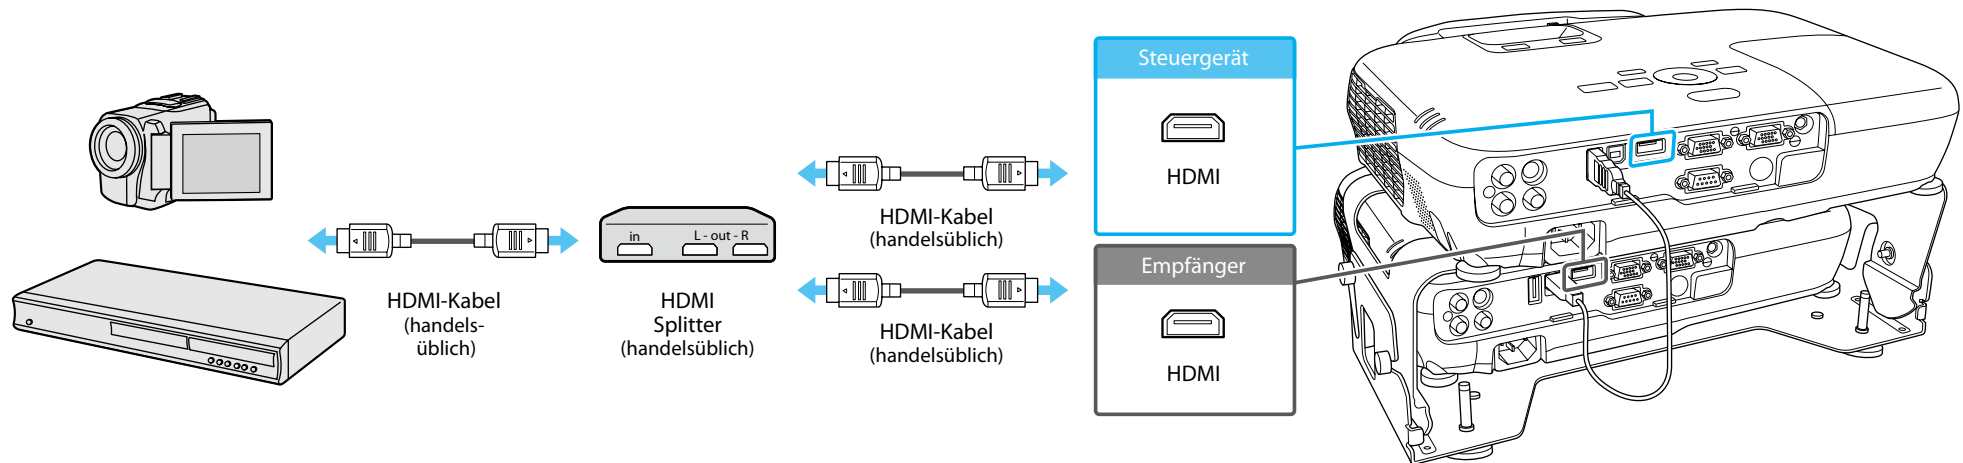 HDMI-Kabel
(handels-
üblich)
in
L - out - R
HDMI
Splitter
(handelsüblich)
HDMI-Kabel
(handelsüblich)
HDMI-Kabel
(handelsüblich)
Steuergerät
HDMI
Empfänger
HDMI